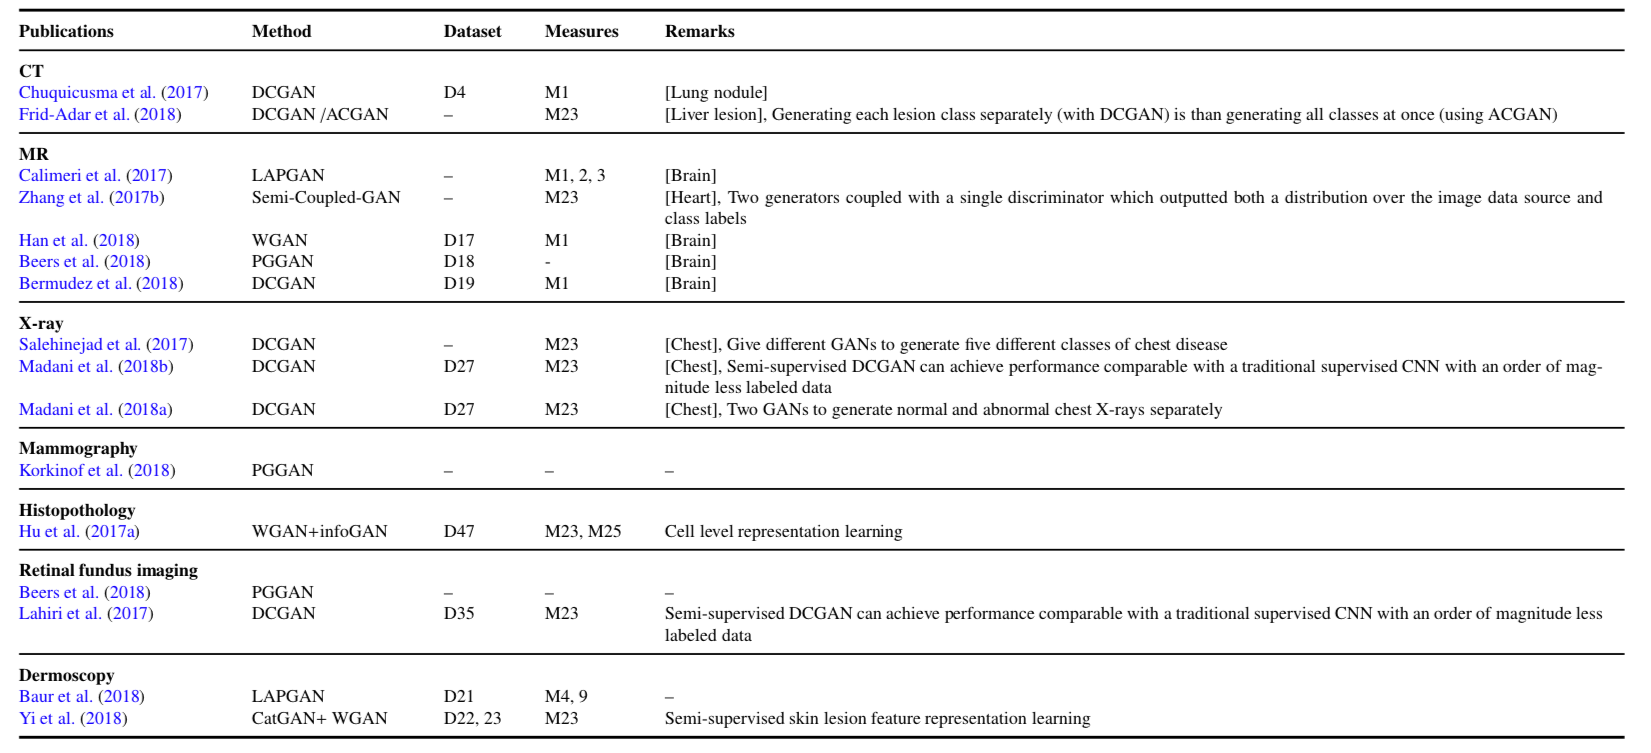 Publications Method Dataset Measures Remarks
CT
Chuquicusma et al. (2017) DCGAN D4 M1 [Lung nodule]
Frid-Adar et al. (2018) DCGAN /ACGAN – M23 [Liver lesion], Generating each lesion class separately (with DCGAN) is than generating all classes at once (using ACGAN)
MR
Calimeri et al. (2017) LAPGAN – M1, 2, 3 [Brain]
Zhang et al. (2017b) Semi-Coupled-GAN – M23 [Heart], Two generators coupled with a single discriminator which outputted both a distribution over the image data source and
class labels
Han et al. (2018) WGAN D17 M1 [Brain]
Beers et al. (2018) PGGAN D18 - [Brain]
Bermudez et al. (2018) DCGAN D19 M1 [Brain]
X-ray
Salehinejad et al. (2017) DCGAN – M23 [Chest], Give different GANs to generate five different classes of chest disease
Madani et al. (2018b) DCGAN D27 M23 [Chest], Semi-supervised DCGAN can achieve performance comparable with a traditional supervised CNN with an order of mag-
nitude less labeled data
Madani et al. (2018a) DCGAN D27 M23 [Chest], Two GANs to generate normal and abnormal chest X-rays separately
Mammography
Korkinof et al. (2018) PGGAN – – –
Histopothology
Hu et al. (2017a) WGAN+infoGAN D47 M23, M25 Cell level representation learning
Retinal fundus imaging
Beers et al. (2018) PGGAN – – –
Lahiri et al. (2017) DCGAN D35 M23 Semi-supervised DCGAN can achieve performance comparable with a traditional supervised CNN with an order of magnitude less
labeled data
Dermoscopy
Baur et al. (2018) LAPGAN D21 M4, 9 –
Yi et al. (2018) CatGAN+ WGAN D22, 23 M23 Semi-supervised skin lesion feature representation learning